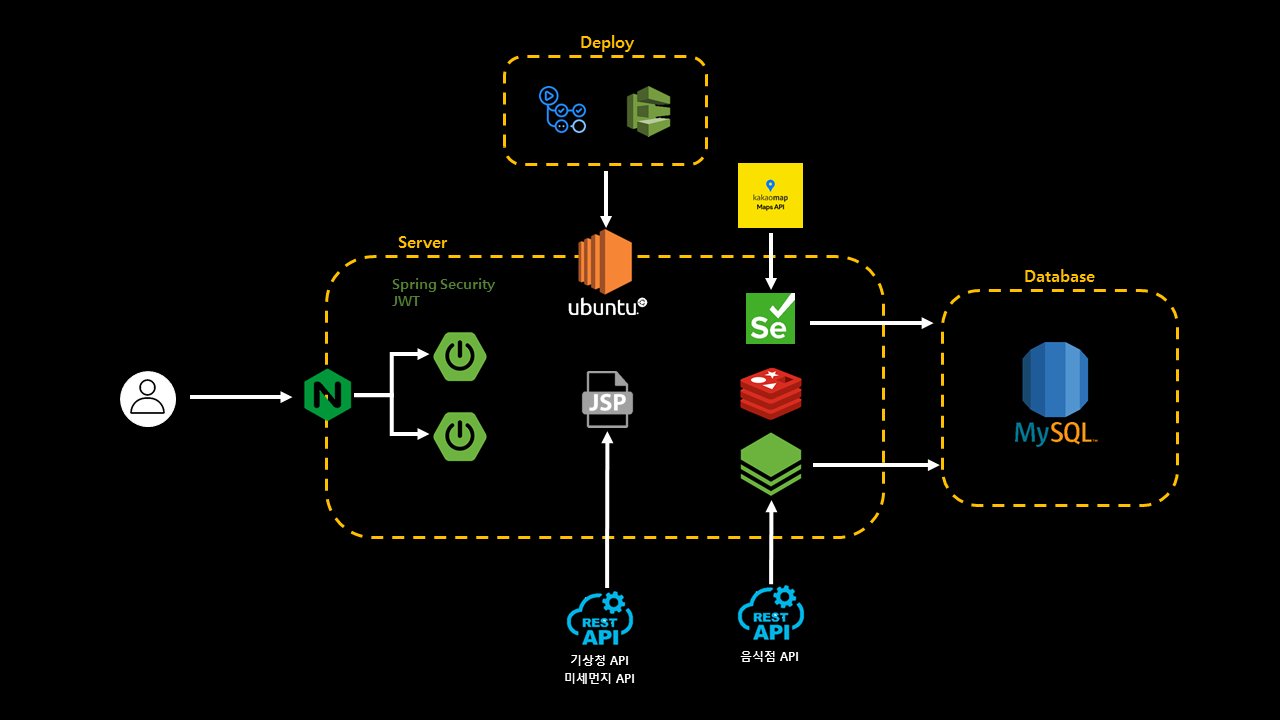 Deploy
kakaomap
Maps API
Server
Spring Security
JWT
ubuntu
Se
Database
N
JSP
MySQL™
REST
API
기상청 API
미세먼지 API
REST
API
음식점 API